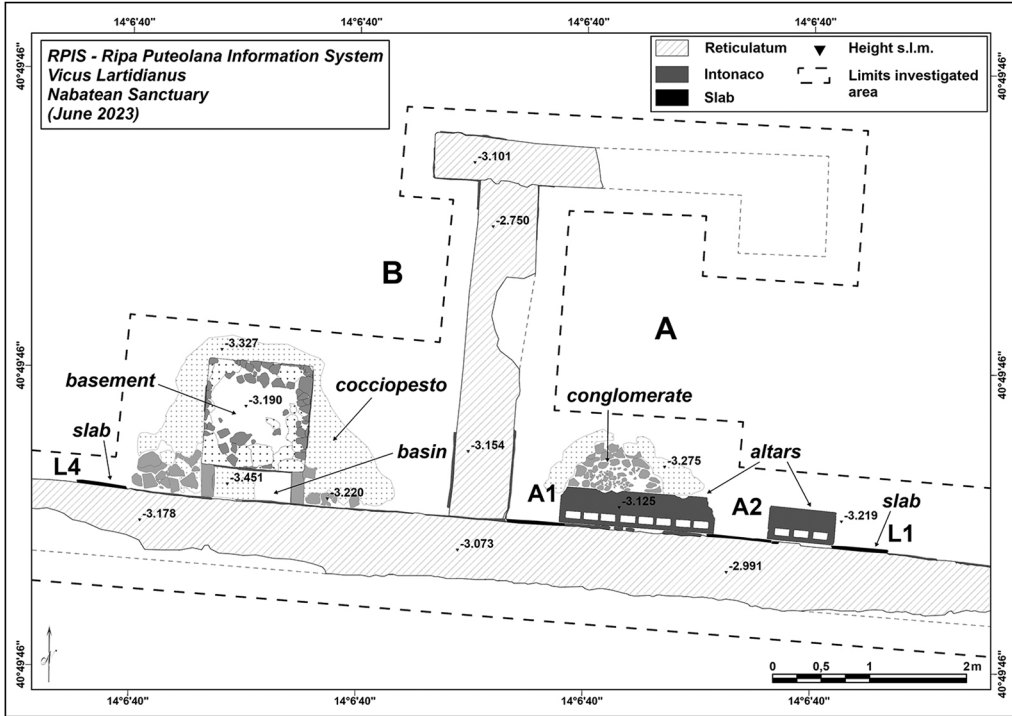 14°6'40" 14°6'40" 14°6'40" 14°6'40"
40°49'46" 40°49'46"
RPIS - Ripa Puteolana Information System
Vicus Lartidianus
Nabatean Sanctuary
(June 2023)
Reticulatum Height s.l.m.
Intonaco Limits investigated
area
Slab
-3.101
-2.750
B
A
40°49'46" 40°49'46"
-3.327
basement
cocciopesto
-3.190
conglomerate
slab
basin
altars
-3.154
L4
-3.275
-3.451
A1
-3.220
-3.125
A2
slab
-3.178
-3.219
L1
-3.073
-2.991
40°49'46" 40°49'46"
0 0,5 1 2m
14°6'40" 14°6'40" 14°6'40" 14°6'40"